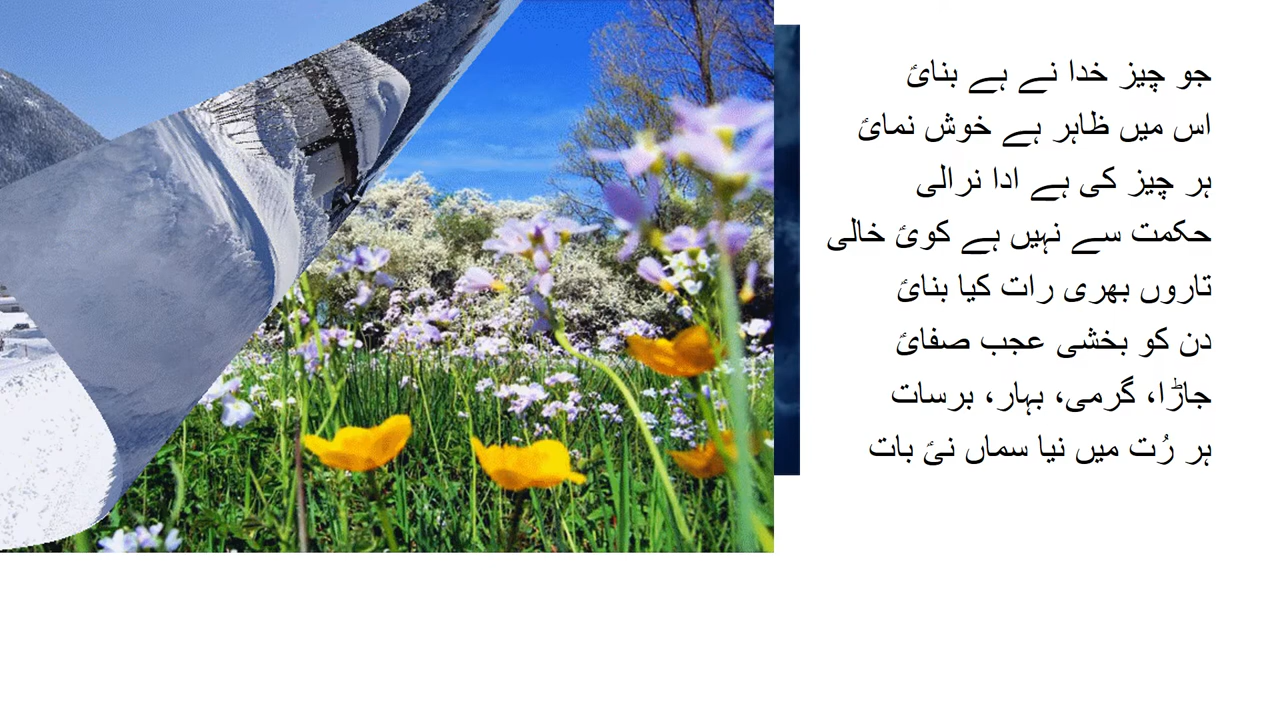 جو چیز خدا نے ہے بنائ
اس میں ظاہر ہے خوش نمائ
ہر چیز کی ہے ادا نرالی
حکمت سے نہیں ہے کوئ خالی
تاروں بھری رات کیا بنائ
دن کو بخشی عجب صفائ
جاڑا، گرمی، بہار، برسات
ہر رُت میں نیا سماں نئ بات